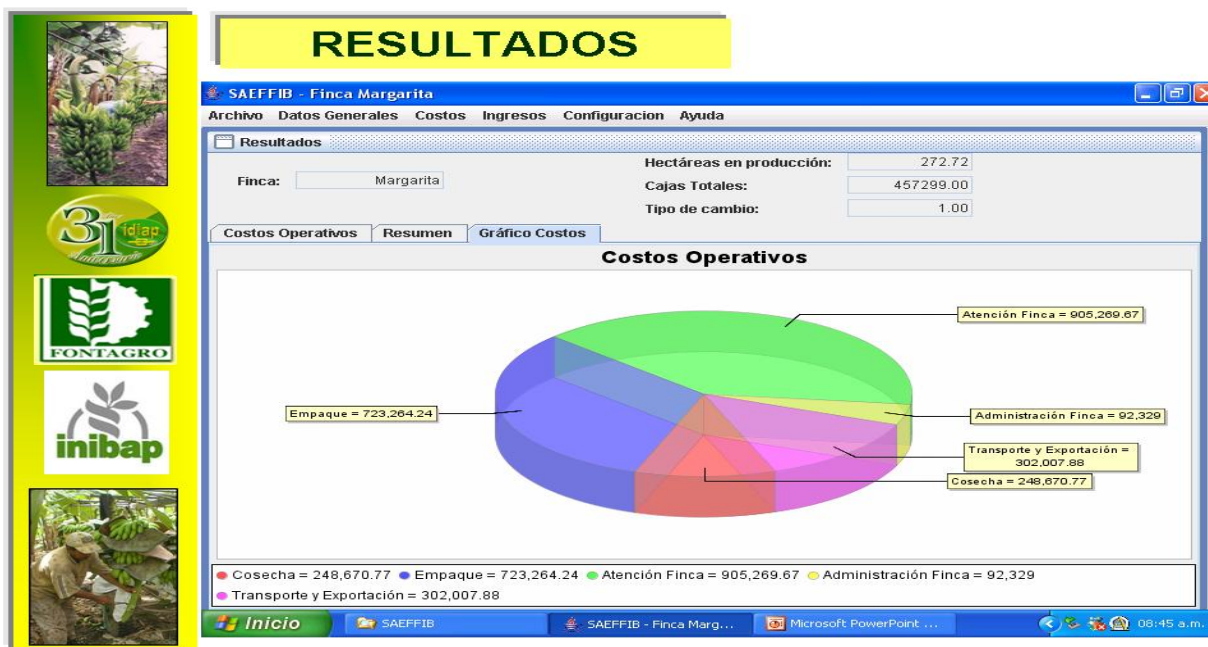 RESULTADOS
SAEFFIB - Finca Margarita
Archivo Datos Generales Costos Ingresos Configuracion Ayuda
Resultados
Finca: Margarita
Hectáreas en producción: 272.72
Cajas Totales: 457299.00
Tipo de cambio: 1.00
Costos Operativos Resumen Gráfico Costos
Costos Operativos
Atención Finca = 905,269.67
Empaque = 723,264.24
Administración Finca = 92,329
Transporte y Exportación =
302,007.88
Cosecha = 248,670.77
Cosecha = 248,670.77 Empaque = 723,264.24 Atención Finca = 905,269.67 Administración Finca = 92,329
Transporte y Exportación = 302,007.88
Inicio SAEFFIB SAEFFIB - Finca Marg... Microsoft PowerPoint ... 08:45 a.m.
31 idiap
Aniversario
FONTAGRO
inibap